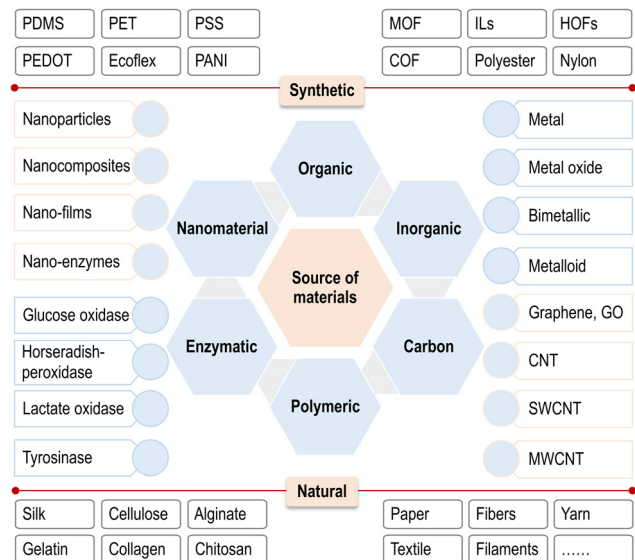 PDMS PET PSS MOF ILs HOFs
PEDOT Ecoflex PANI COF Polyester Nylon
Synthetic
Nanoparticles
Nanocomposites
Nano-films
Nano-enzymes
Glucose oxidase
Horseradish-
peroxidase
Lactate oxidase
Tyrosinase
Organic
Nanomaterial
Inorganic
Source of
materials
Enzymatic
Carbon
Polymeric
Metal
Metal oxide
Bimetallic
Metalloid
Graphene, GO
CNT
SWCNT
MWCNT
Natural
Silk Cellulose Alginate Paper Fibers Yarn
Gelatin Collagen Chitosan Textile Filaments ......